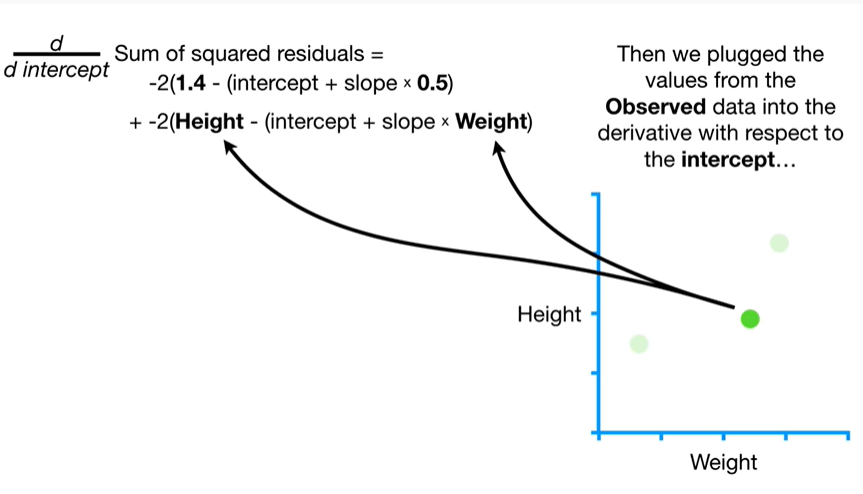 d
d intercept
Sum of squared residuals =
-2(1.4 - (intercept + slope × 0.5)
+ -2(Height - (intercept + slope × Weight)
Then we plugged the
values from the
Observed data into the
derivative with respect to
the intercept...
Height
Weight